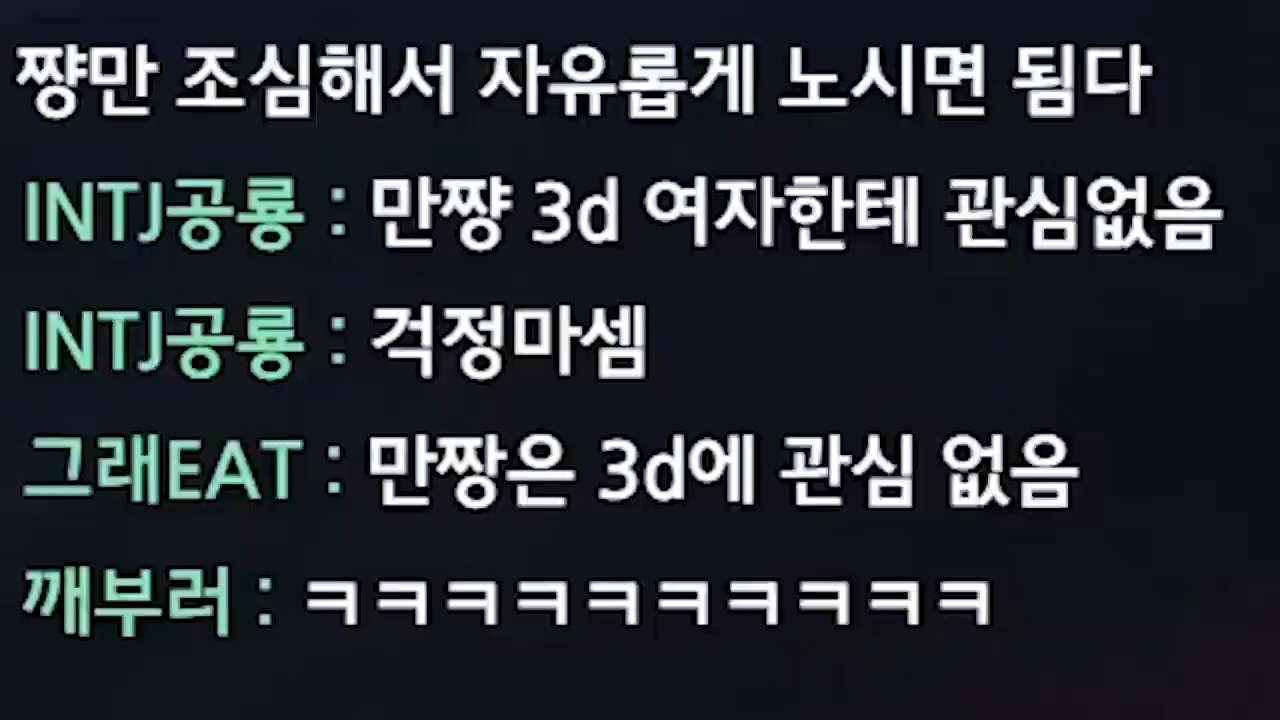 쨩만 조심해서 자유롭게 노시면 됨다
INTJ공룡 : 만쨩 3d 여자한테 관심없음
INTJ공룡 : 걱정마셈
그래EAT : 만짱은 3d에 관심 없음
깨부러 : ㅋㅋㅋㅋㅋㅋㅋㅋㅋㅋ